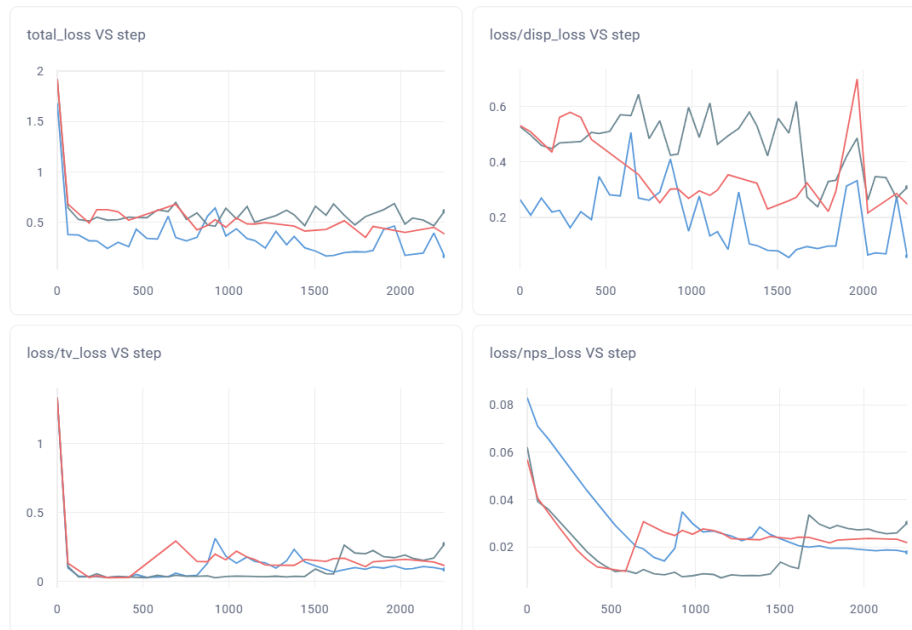 total_loss VS step
2
1.5
1
0.5
0 500 1000 1500 2000
loss/disp_loss VS step
0.6
0.4
0.2
0 500 1000 1500 2000
loss/tv_loss VS step
1
0.5
0
0 500 1000 1500 2000
loss/nps_loss VS step
0.08
0.06
0.04
0.02
0 500 1000 1500 2000